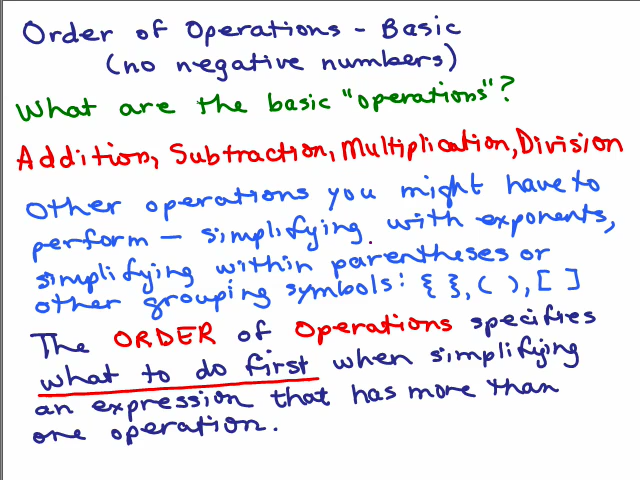 Order of Operations - Basic
(no negative numbers)
What are the basic "operations"?
Addition, Subtraction, Multiplication, Division
Other operations you might have to
perform - simplifying with exponents,
simplifying within parentheses or
other grouping symbols: { }, ( ), [ ]
The ORDER of Operations specifies
what to do first when simplifying
an expression that has more than
one operation.